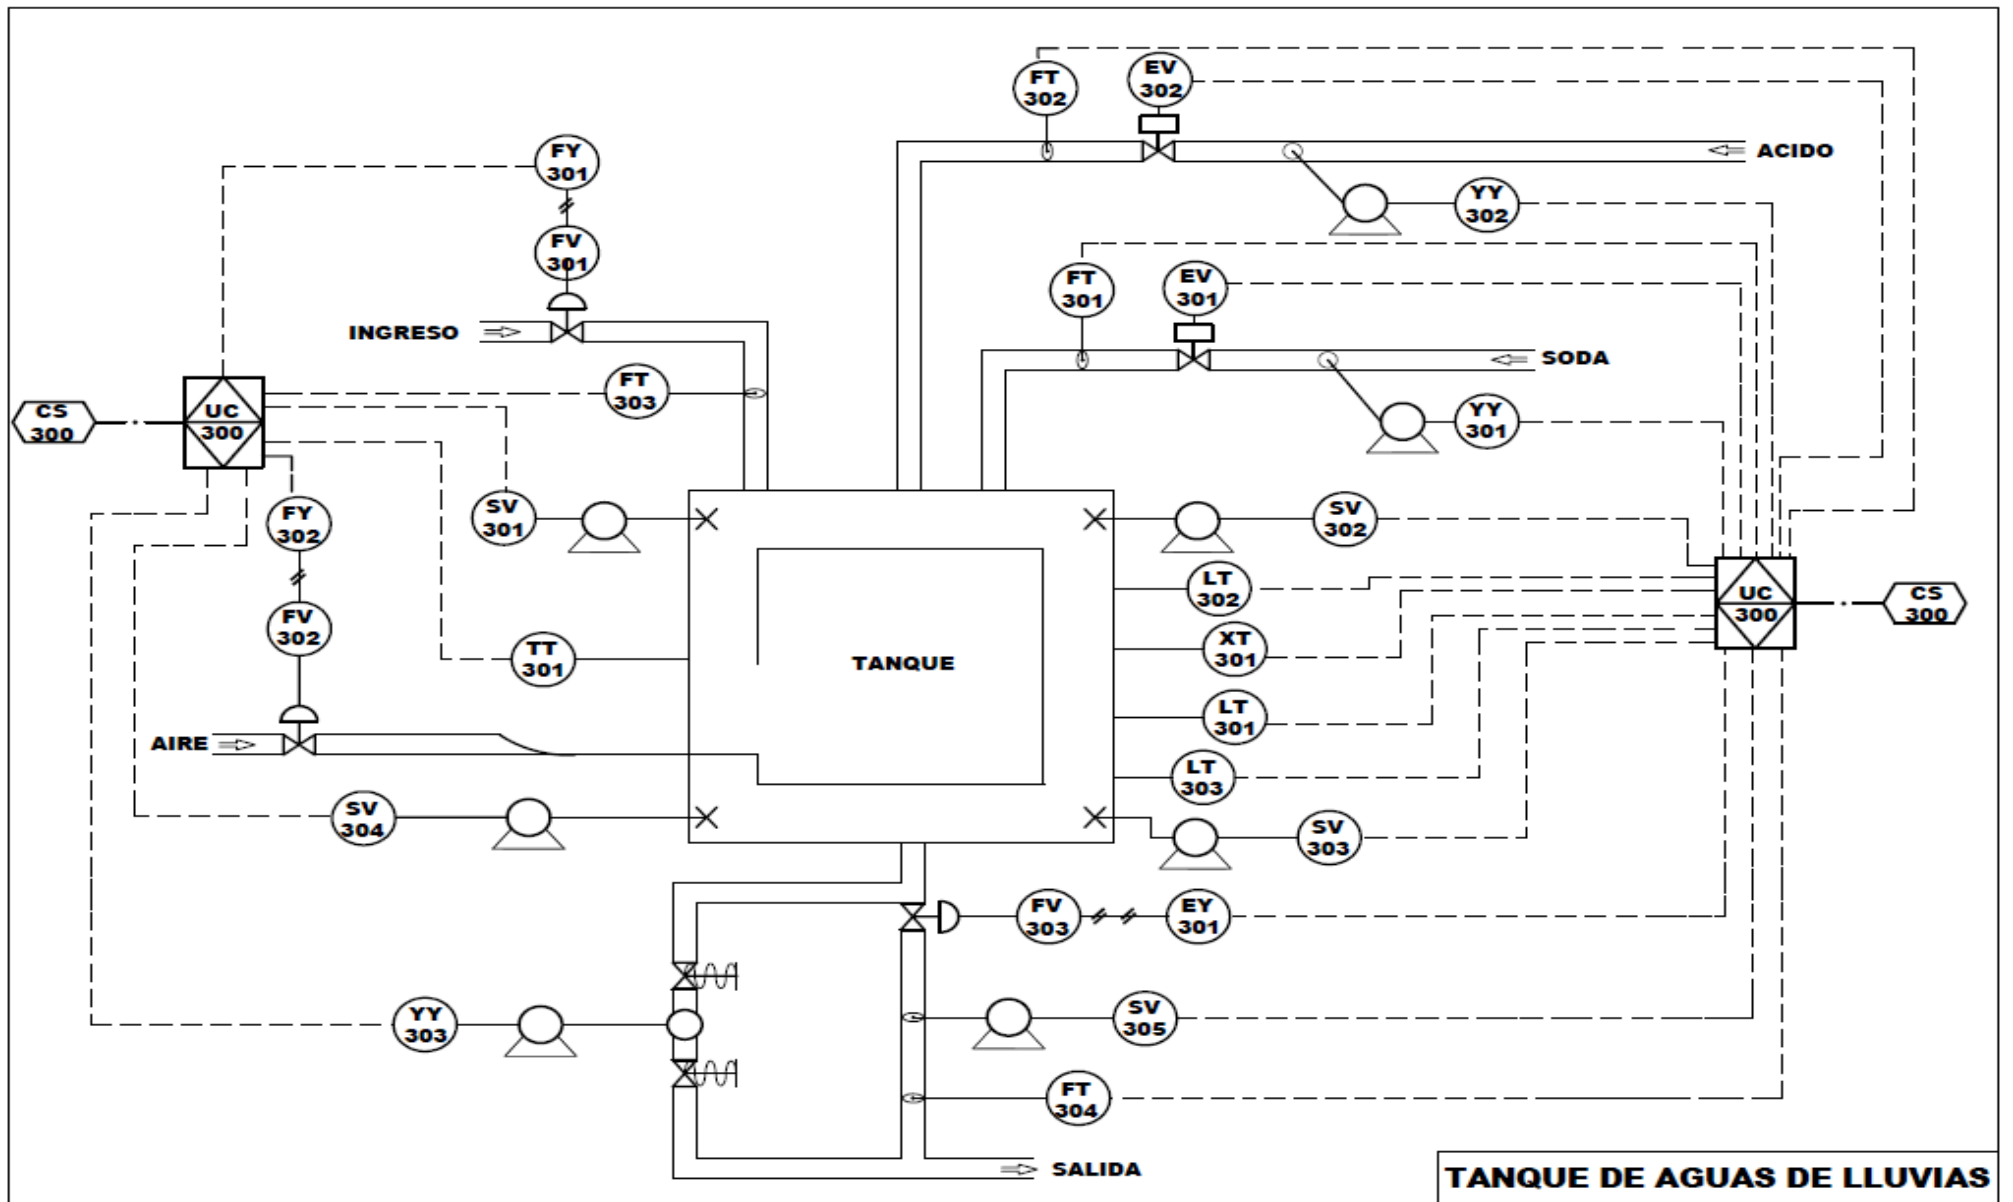 FT
302
EV
302
ACIDO
FY
301
YY
302
FV
301
FT
301
EV
301
INGRESO
SODA
FT
303
CS
300
UC
300
YY
301
SV
301
SV
302
FY
302
LT
302
UC
300
CS
300
FV
302
TT
301
XT
301
TANQUE
LT
301
AIRE
LT
303
SV
304
SV
303
FV
303
EY
301
YY
303
SV
305
FT
304
SALIDA
TANQUE DE AGUAS DE LLUVIAS